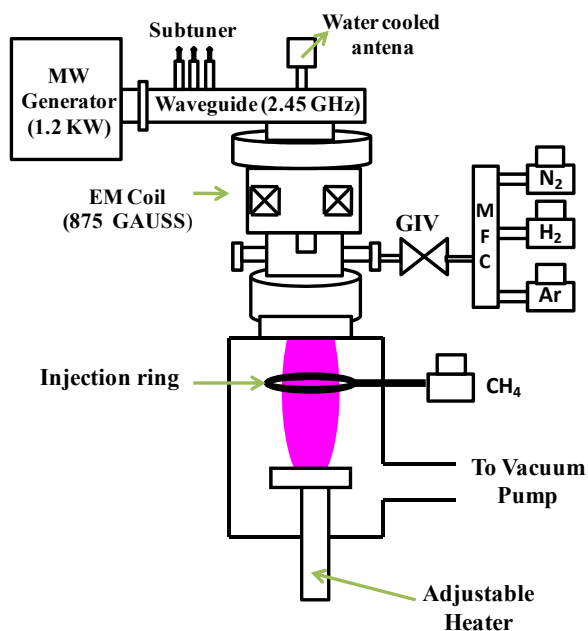 Subtuner
Water cooled
antena
MW
Generator
(1.2 KW)
Waveguide (2.45 GHz)
EM Coil
(875 GAUSS)
GIV
M
F
C
N2
H2
Ar
Injection ring
CH4
To Vacuum
Pump
Adjustable
Heater